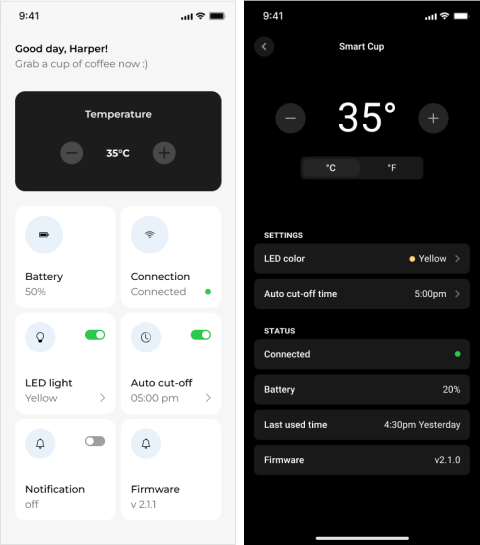 9:41
Good day, Harper!
Grab a cup of coffee now :)
Temperature
35°C
Battery
50%
Connection
Connected
LED light
Yellow
Auto cut-off
05:00 pm
Notification
off
Firmware
v 2.1.1
9:41
Smart Cup
35°
°C
°F
SETTINGS
LED color
Yellow
Auto cut-off time
5:00pm
STATUS
Connected
Battery
20%
Last used time
4:30pm Yesterday
Firmware
v2.1.0